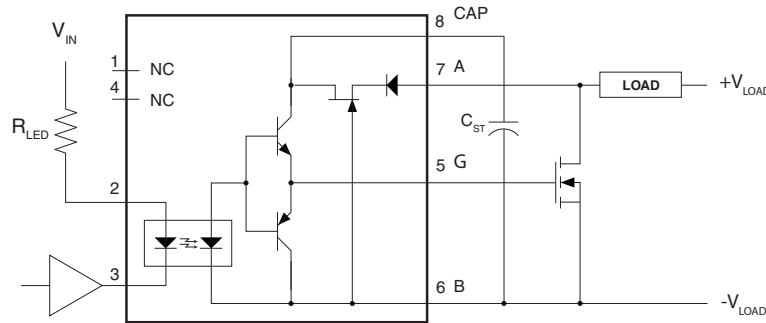 8 CAP
V_IN
1 NC
7 A
4 NC
LOAD
+V_LOAD
R_LED
C_ST
2
5 G
3
6 B
-V_LOAD